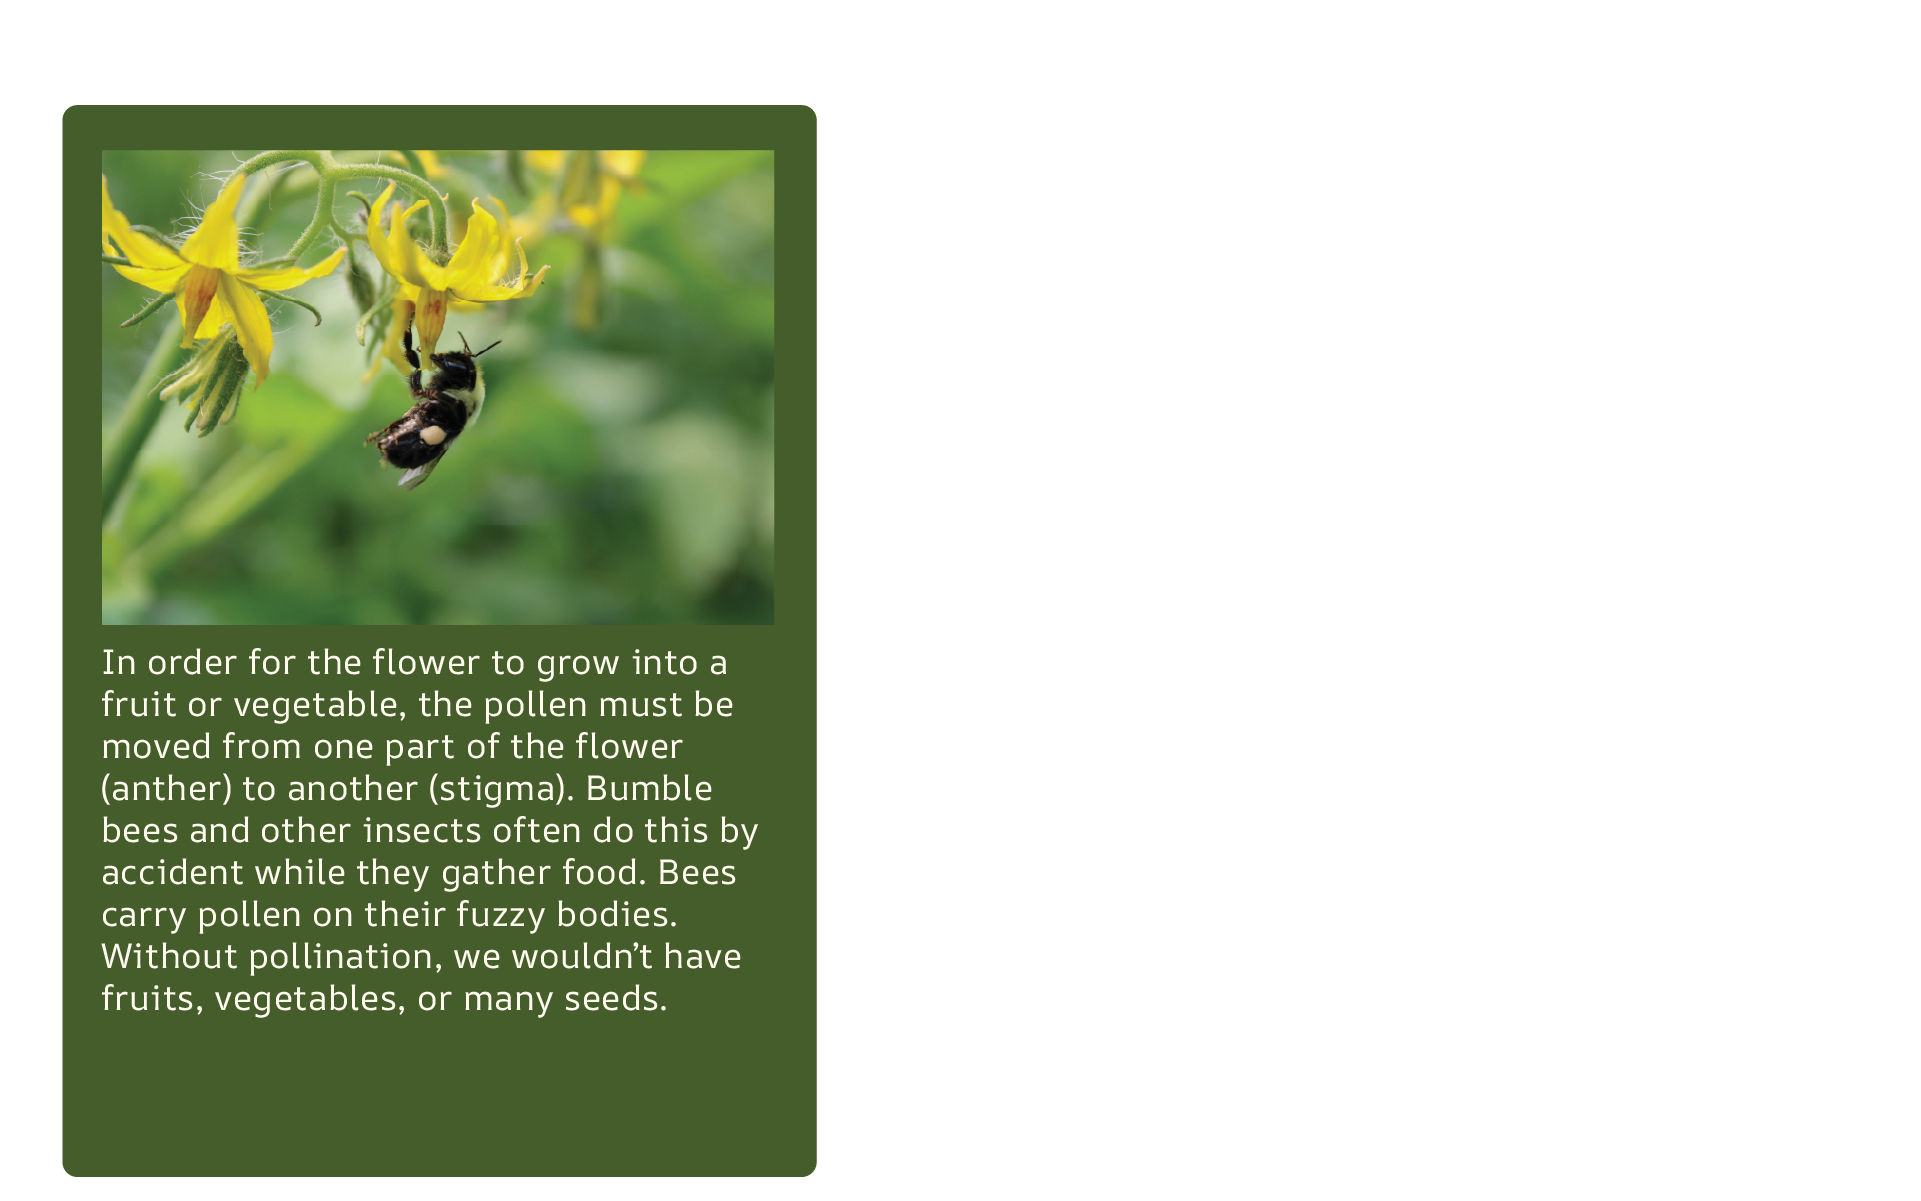 In order for the flower to grow into a
fruit or vegetable, the pollen must be
moved from one part of the flower
(anther) to another (stigma). Bumble
bees and other insects often do this by
accident while they gather food. Bees
carry pollen on their fuzzy bodies.
Without pollination, we wouldn’t have
fruits, vegetables, or many seeds.